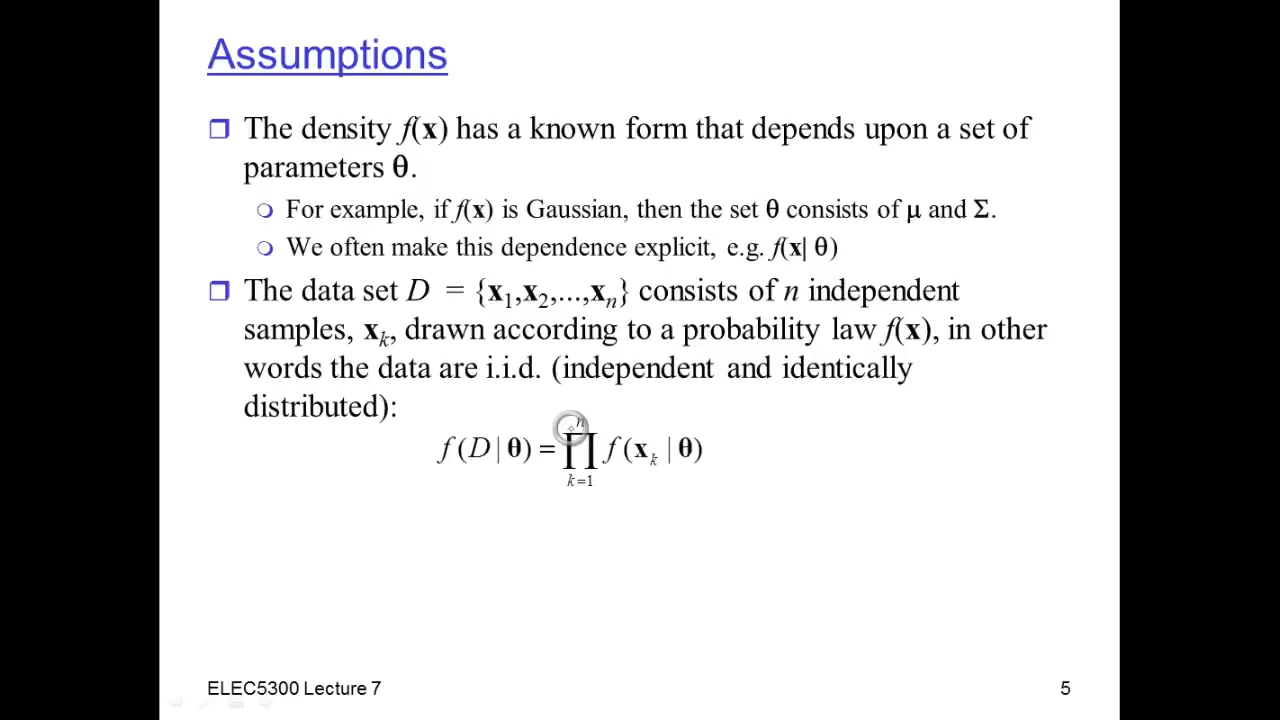 Assumptions
❒ The density f(x) has a known form that depends upon a set of
parameters θ.
❍ For example, if f(x) is Gaussian, then the set θ consists of μ and Σ.
❍ We often make this dependence explicit, e.g. f(x| θ)
❒ The data set D = {x₁,x₂,...,xₙ} consists of n independent
samples, xₖ, drawn according to a probability law f(x), in other
words the data are i.i.d. (independent and identically
distributed):
f (D | θ) = ∏ₖ₌₁ⁿ f (xₖ | θ)
ELEC5300 Lecture 7
5